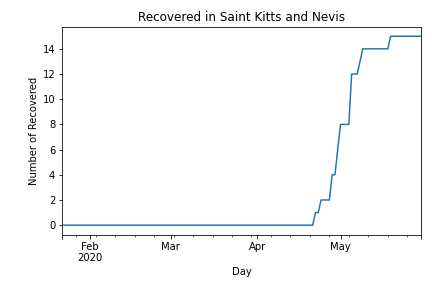 Recovered in Saint Kitts and Nevis
Number of Recovered
14
12
10
8
6
4
2
0
Feb
2020
Mar
Apr
May
Day